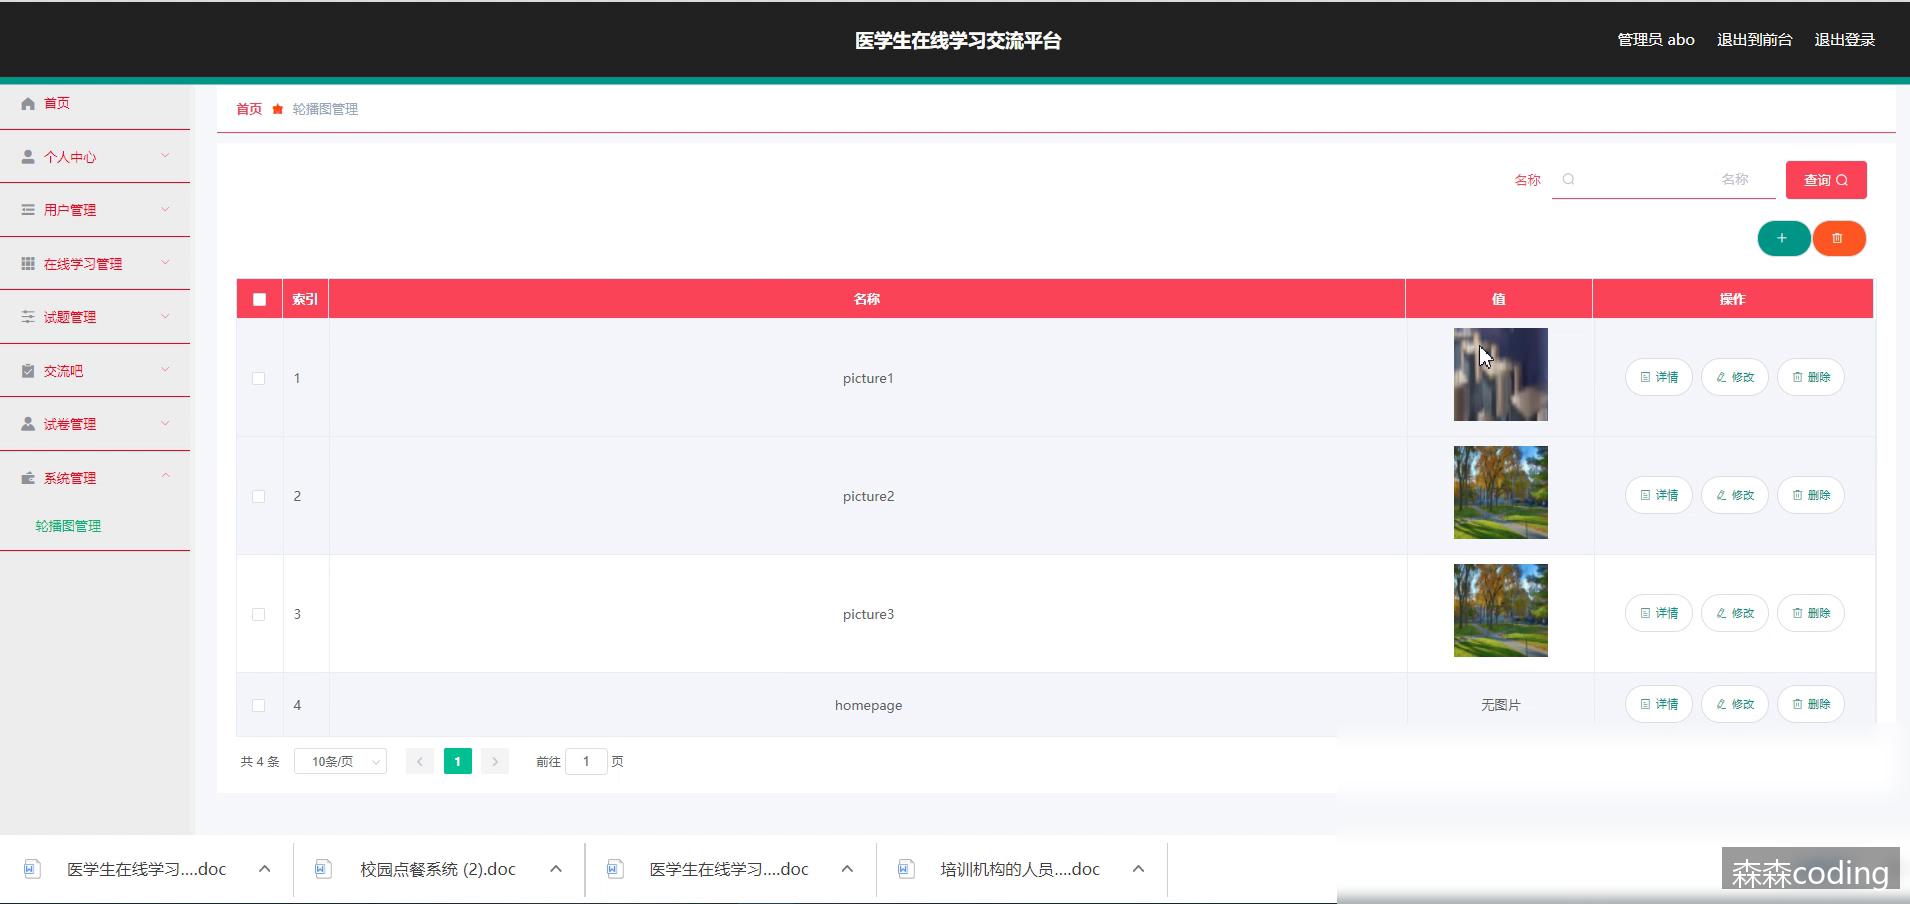 医学生在线学习交流平台
管理员 abo 退出到前台 退出登录
首页
个人中心
用户管理
在线学习管理
试题管理
交流吧
试卷管理
系统管理
轮播图管理
首页 轮播图管理
名称 名称 查询
索引 名称 值 操作
1 picture1 详情 修改 删除
2 picture2 详情 修改 删除
3 picture3 详情 修改 删除
4 homepage 无图片 详情 修改 删除
共 4 条 10条/页 1 前往 1 页
医学生在线学习....doc 校园点餐系统 (2).doc 医学生在线学习....doc 培训机构的人员....doc
森森coding